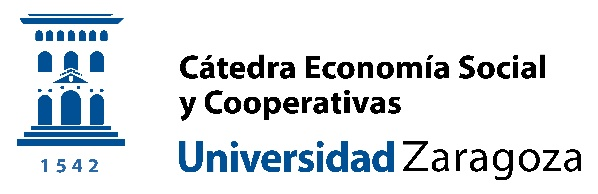 Cátedra Economía Social
y Cooperativas
Universidad Zaragoza
1542